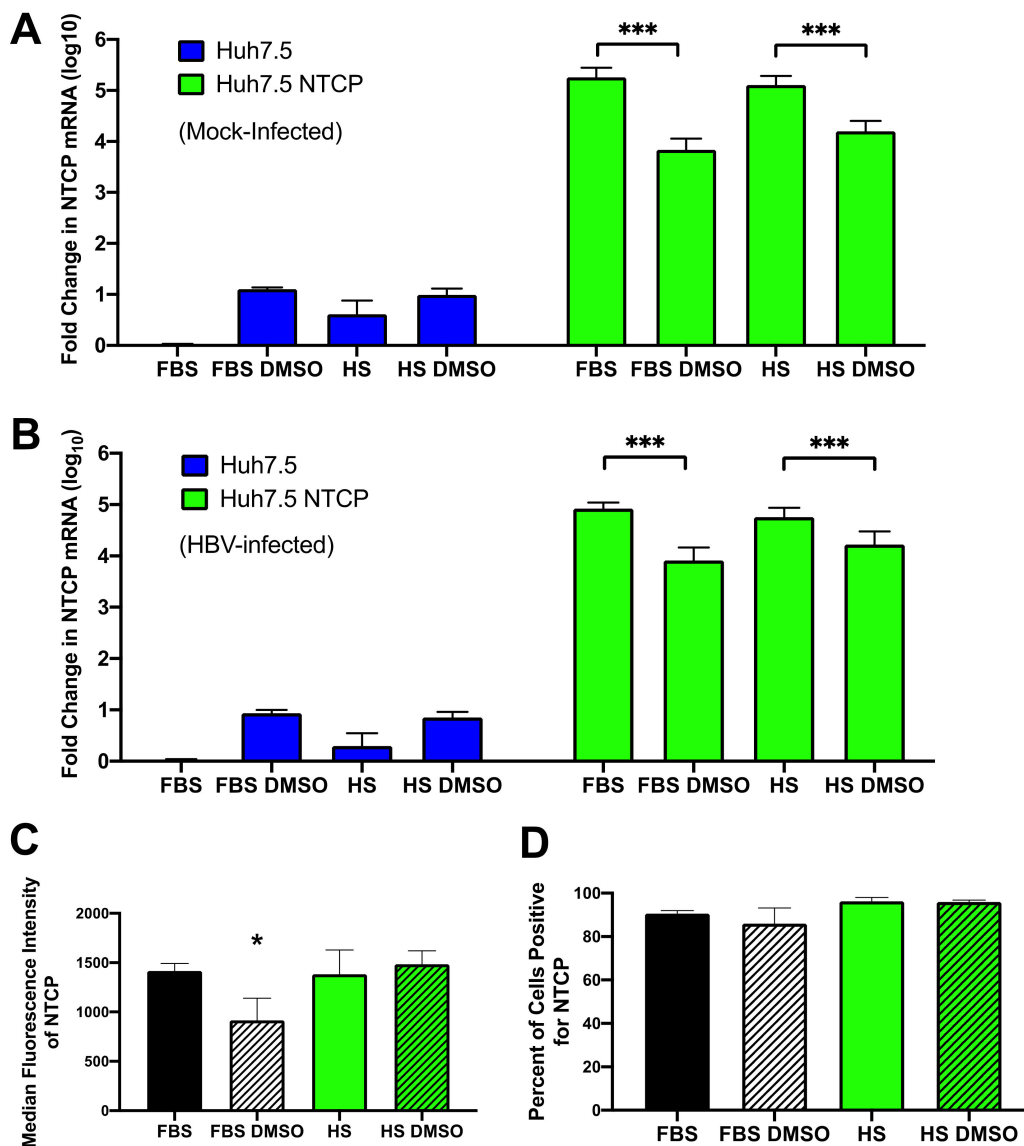 A
Fold Change in NTCP mRNA (log10)
6
5
4
3
2
1
0
Huh7.5
Huh7.5 NTCP
(Mock-Infected)
*** ***
FBS FBS DMSO HS HS DMSO FBS FBS DMSO HS HS DMSO
B
Fold Change in NTCP mRNA (log₁₀)
6
5
4
3
2
1
0
Huh7.5
Huh7.5 NTCP
(HBV-infected)
*** ***
FBS FBS DMSO HS HS DMSO FBS FBS DMSO HS HS DMSO
C
Median Fluorescence Intensity
of NTCP
2000
1500
1000
500
0
*
FBS FBS DMSO HS HS DMSO
D
Percent of Cells Positive
for NTCP
100
80
60
40
20
0
FBS FBS DMSO HS HS DMSO